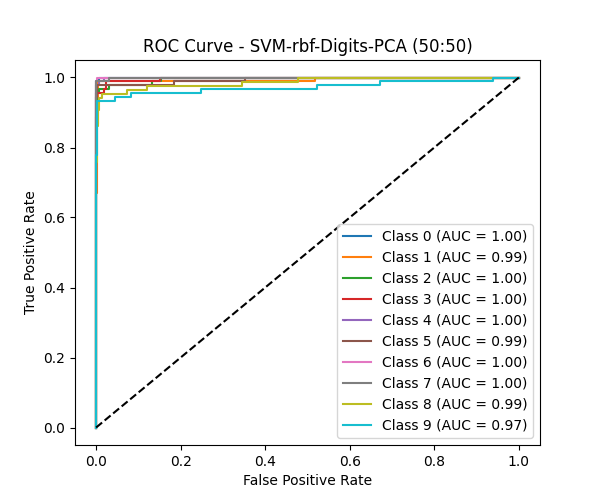 ROC Curve - SVM-rbf-Digits-PCA (50:50)
True Positive Rate
1.0
0.8
0.6
0.4
0.2
0.0
Class 0 (AUC = 1.00)
Class 1 (AUC = 0.99)
Class 2 (AUC = 1.00)
Class 3 (AUC = 1.00)
Class 4 (AUC = 1.00)
Class 5 (AUC = 0.99)
Class 6 (AUC = 1.00)
Class 7 (AUC = 1.00)
Class 8 (AUC = 0.99)
Class 9 (AUC = 0.97)
0.0 0.2 0.4 0.6 0.8 1.0
False Positive Rate